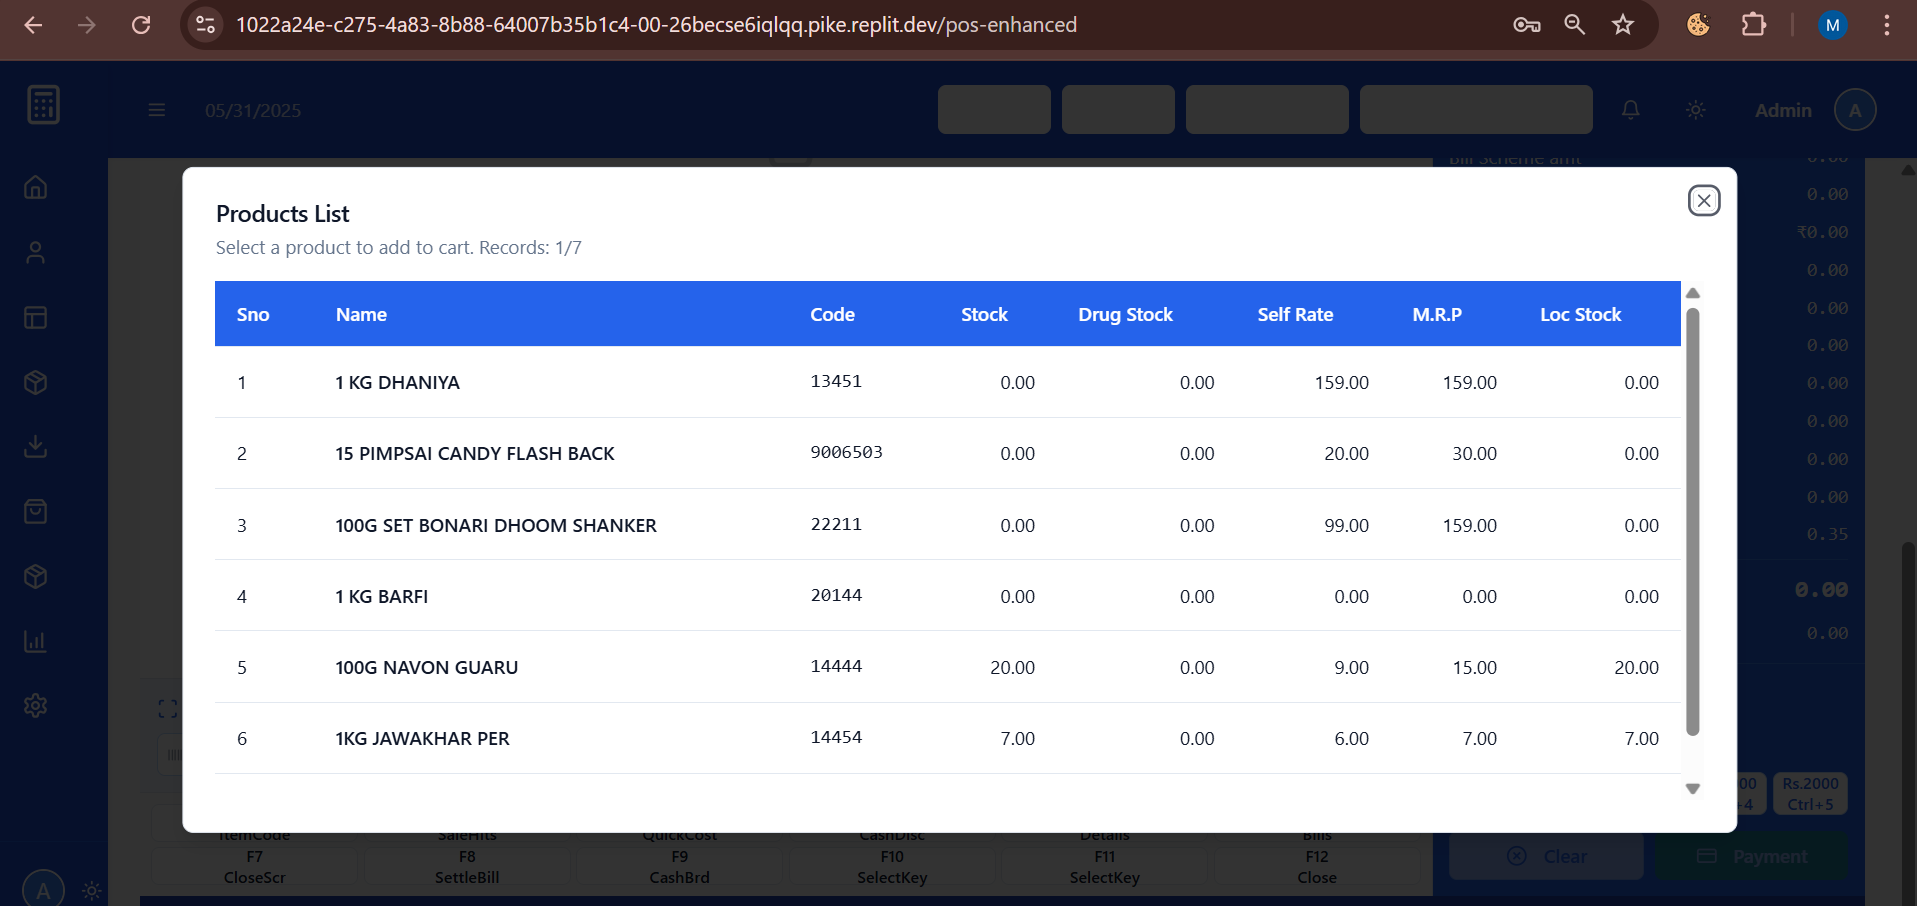 1022a24e-c275-4a83-8b88-64007b35b1c4-00-26becse6iqlqq.pike.replit.dev/pos-enhanced
M
05/31/2025
Admin
A
Bill Scheme amt 0.00
0.00
₹0.00
0.00
0.00
0.00
0.00
0.00
0.00
0.00
0.35
0.00
0.00
Products List
Select a product to add to cart. Records: 1/7
Sno Name Code Stock Drug Stock Self Rate M.R.P Loc Stock
1 1 KG DHANIYA 13451 0.00 0.00 159.00 159.00 0.00
2 15 PIMPSAI CANDY FLASH BACK 9006503 0.00 0.00 20.00 30.00 0.00
3 100G SET BONARI DHOOM SHANKER 22211 0.00 0.00 99.00 159.00 0.00
4 1 KG BARFI 20144 0.00 0.00 0.00 0.00 0.00
5 100G NAVON GUARU 14444 20.00 0.00 9.00 15.00 20.00
6 1KG JAWAKHAR PER 14454 7.00 0.00 6.00 7.00 7.00
00 Rs.2000
+4 Ctrl+5
ItemCode SaleHits QuickCost CashDisc Details Bills
F7 F8 F9 F10 F11 F12
CloseScr SettleBill CashBrd SelectKey SelectKey Close
Clear Payment
A